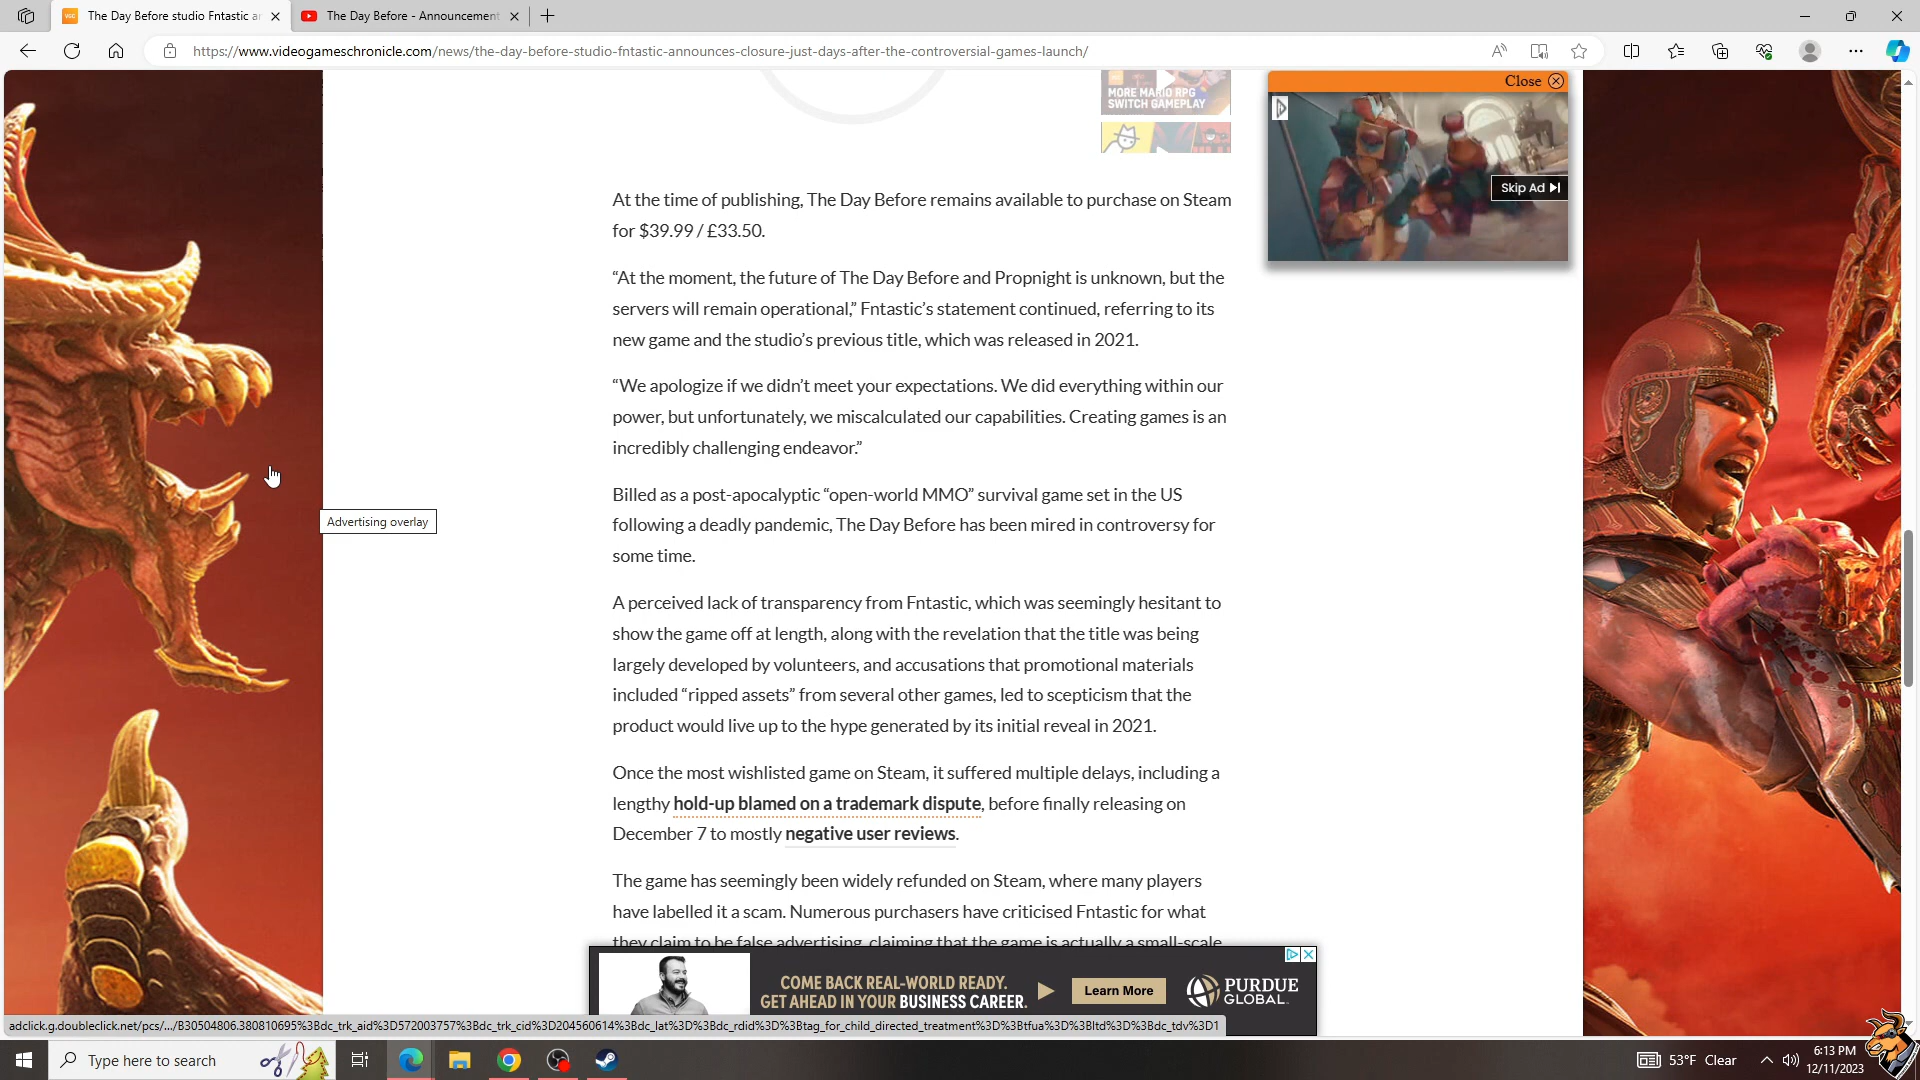 The Day Before studio Fntastic ar
The Day Before - Announcement
https://www.videogameschronicle.com/news/the-day-before-studio-fntastic-announces-closure-just-days-after-the-controversial-games-launch/
MORE MARIO RPG
SWITCH GAMEPLAY
Close
Skip Ad
At the time of publishing, The Day Before remains available to purchase on Steam
for $39.99 / £33.50.
“At the moment, the future of The Day Before and Propnight is unknown, but the
servers will remain operational,” Fntastic’s statement continued, referring to its
new game and the studio’s previous title, which was released in 2021.
“We apologize if we didn’t meet your expectations. We did everything within our
power, but unfortunately, we miscalculated our capabilities. Creating games is an
incredibly challenging endeavor.”
Advertising overlay
Billed as a post-apocalyptic “open-world MMO” survival game set in the US
following a deadly pandemic, The Day Before has been mired in controversy for
some time.
A perceived lack of transparency from Fntastic, which was seemingly hesitant to
show the game off at length, along with the revelation that the title was being
largely developed by volunteers, and accusations that promotional materials
included “ripped assets” from several other games, led to scepticism that the
product would live up to the hype generated by its initial reveal in 2021.
Once the most wishlisted game on Steam, it suffered multiple delays, including a
lengthy hold-up blamed on a trademark dispute, before finally releasing on
December 7 to mostly negative user reviews.
The game has seemingly been widely refunded on Steam, where many players
have labelled it a scam. Numerous purchasers have criticised Fntastic for what
they claim to be false advertising, claiming that the game is actually a small-scale
COME BACK REAL-WORLD READY.
GET AHEAD IN YOUR BUSINESS CAREER.
Learn More
PURDUE
GLOBAL
adclick.g.doubleclick.net/pcs/.../B30504806.380810695%3Bdc_trk_aid%3D572003757%3Bdc_trk_cid%3D204560614%3Bdc_lat%3D%3Bdc_rdid%3D%3Btag_for_child_directed_treatment%3D%3Btfua%3D%3Bltd%3D%3Bdc_tdv%3D1
Type here to search
53°F Clear
6:13 PM
12/11/2023